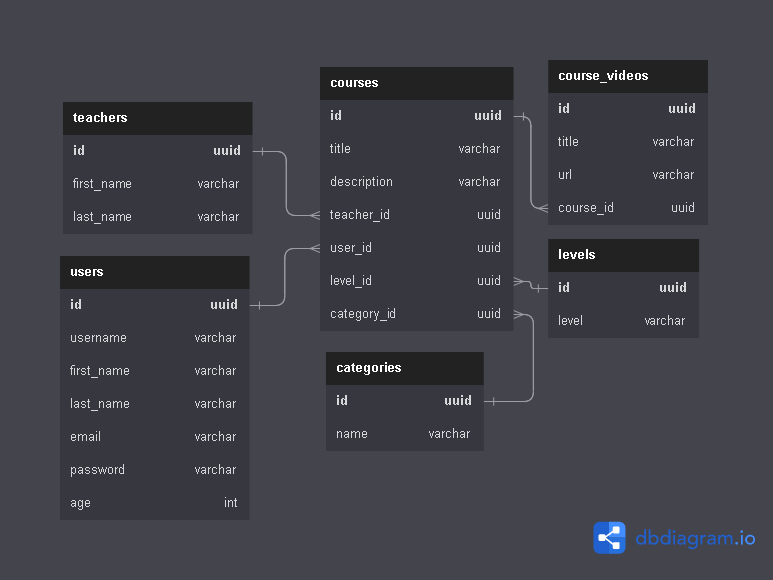 teachers
id uuid
first_name varchar
last_name varchar
users
id uuid
username varchar
first_name varchar
last_name varchar
email varchar
password varchar
age int
courses
id uuid
title varchar
description varchar
teacher_id uuid
user_id uuid
level_id uuid
category_id uuid
categories
id uuid
name varchar
course_videos
id uuid
title varchar
url varchar
course_id uuid
levels
id uuid
level varchar
dbdiagram.io